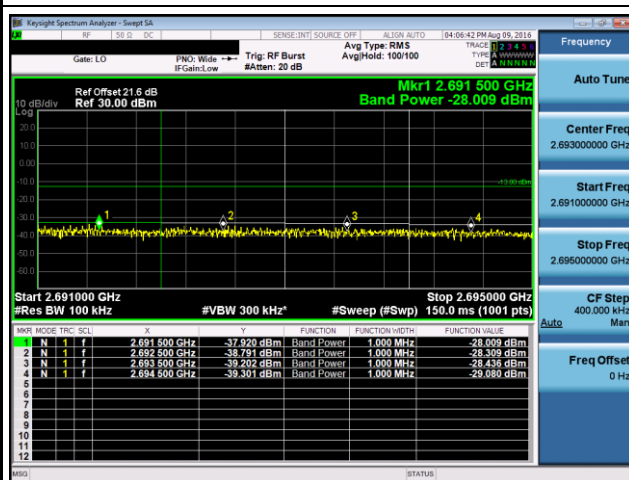 Keysight Spectrum Analyzer - Swept SA
RF 50 Ω DC SENSE:INT SOURCE OFF ALIGN AUTO 04:06:42 PM Aug 09, 2016
Gate: LO PNO: Wide Trig: RF Burst Avg Type: RMS TRACE 1 2 3 4 5 6
IFGain:Low #Atten: 20 dB Avg|Hold: 100/100 TYPE A WWWWW
DET A N N N N N
Ref Offset 21.6 dB Mkr1 2.691 500 GHz
10 dB/div Ref 30.00 dBm Band Power -28.009 dBm
Log
20.0
10.0
0.00
-10.0
-13.00 dBm
-20.0
-30.0
1 2 3 4
-40.0
-50.0
-60.0
Start 2.691000 GHz Stop 2.695000 GHz
#Res BW 100 kHz #VBW 300 kHz* #Sweep (#Swp) 150.0 ms (1001 pts)
MKR MODE TRC SCL X Y FUNCTION FUNCTION WIDTH FUNCTION VALUE
1 N 1 f 2.691 500 GHz -37.920 dBm Band Power 1.000 MHz -28.009 dBm
2 N 1 f 2.692 500 GHz -38.791 dBm Band Power 1.000 MHz -28.309 dBm
3 N 1 f 2.693 500 GHz -39.202 dBm Band Power 1.000 MHz -28.436 dBm
4 N 1 f 2.694 500 GHz -39.301 dBm Band Power 1.000 MHz -29.080 dBm
5
6
7
8
9
10
11
12
MSG STATUS
Frequency
Auto Tune
Center Freq
2.693000000 GHz
Start Freq
2.691000000 GHz
Stop Freq
2.695000000 GHz
CF Step
400.000 kHz
Auto Man
Freq Offset
0 Hz